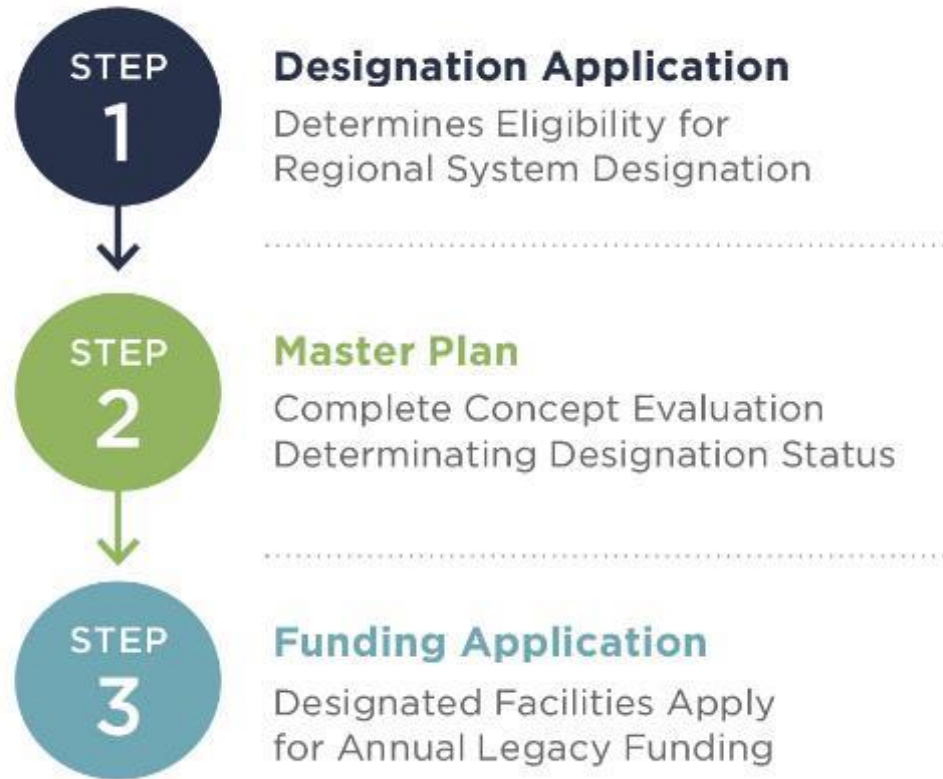 STEP
1
Designation Application
Determines Eligibility for
Regional System Designation
STEP
2
Master Plan
Complete Concept Evaluation
Determinating Designation Status
STEP
3
Funding Application
Designated Facilities Apply
for Annual Legacy Funding